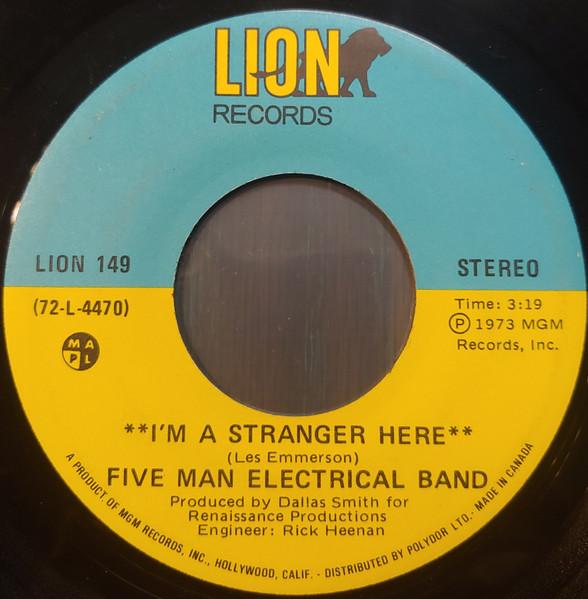 LION
RECORDS
LION 149
STEREO
(72-L-4470)
Time: 3:19
Ⓟ 1973 MGM
Records, Inc.
M A
P L
**I'M A STRANGER HERE**
(Les Emmerson)
FIVE MAN ELECTRICAL BAND
Produced by Dallas Smith for
Renaissance Productions
Engineer: Rick Heenan
A PRODUCT OF MGM RECORDS, INC., HOLLYWOOD, CALIF. - DISTRIBUTED BY POLYDOR LTD. - MADE IN CANADA